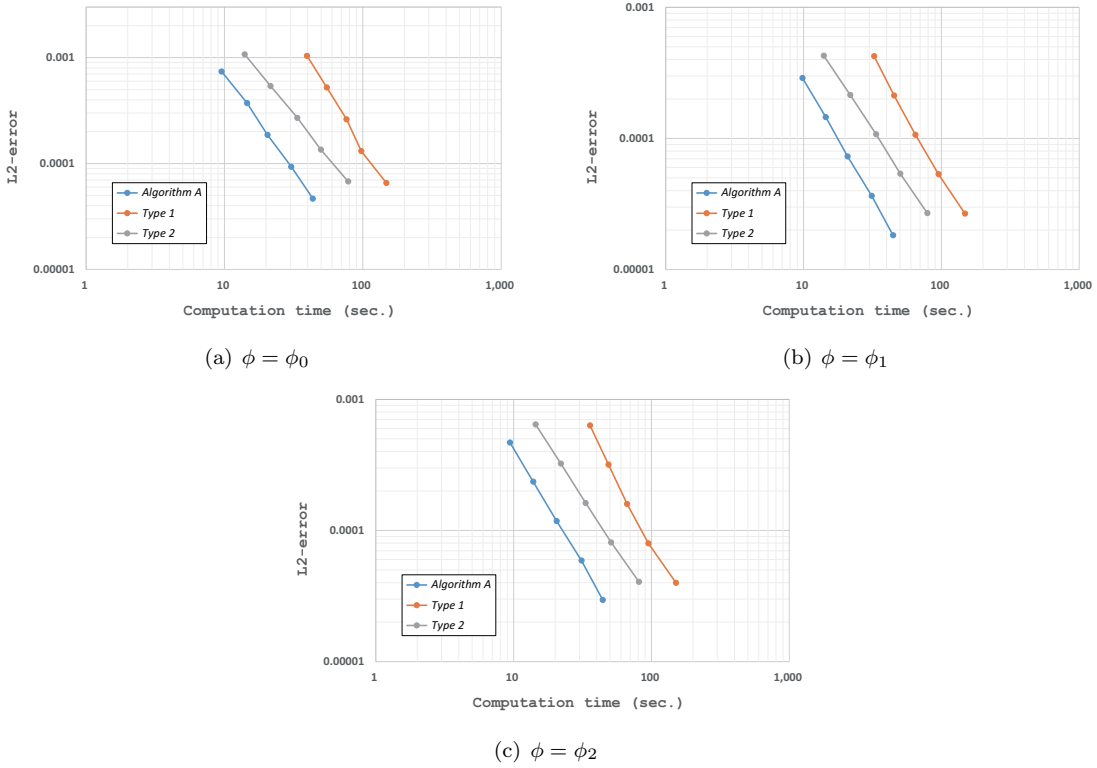 0.001
0.0001
0.00001
L2-error
Algorithm A
Type 1
Type 2
1
10
100
1,000
Computation time (sec.)
(a) ϕ = ϕ₀
0.001
0.0001
0.00001
L2-error
Algorithm A
Type 1
Type 2
1
10
100
1,000
Computation time (sec.)
(b) ϕ = ϕ₁
0.001
0.0001
0.00001
L2-error
Algorithm A
Type 1
Type 2
1
10
100
1,000
Computation time (sec.)
(c) ϕ = ϕ₂